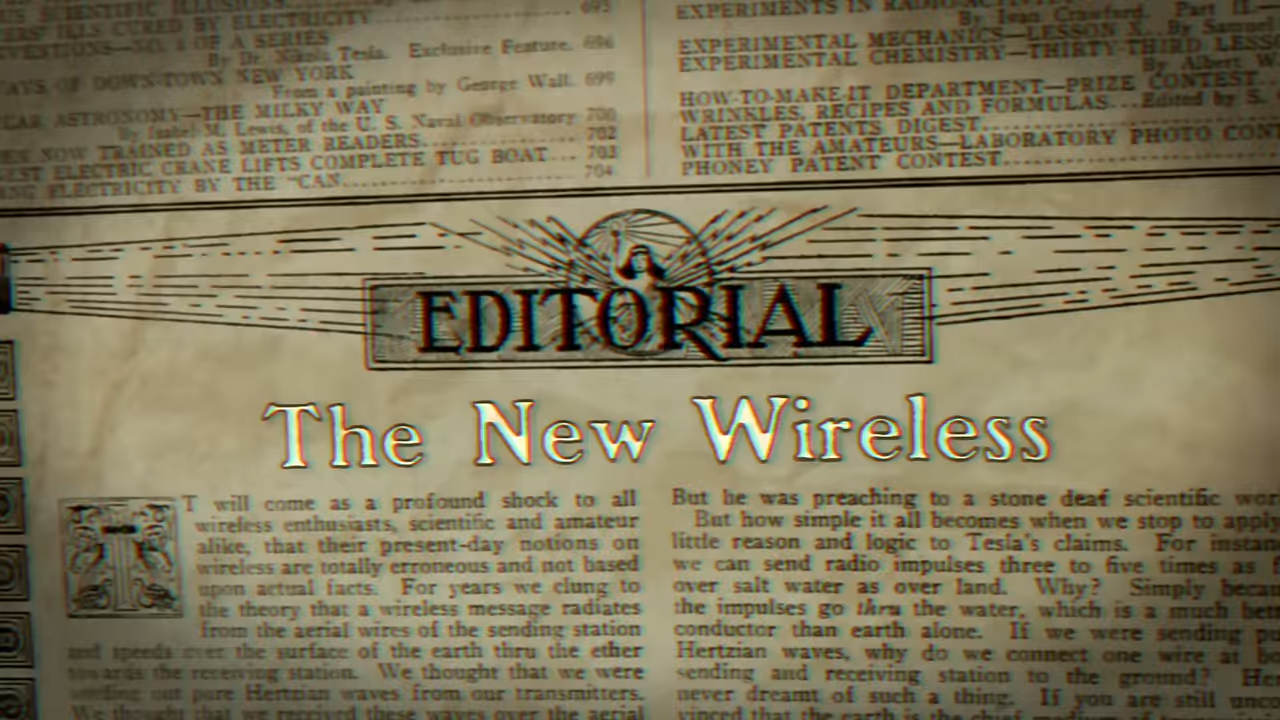 SCIENTIFIC ILLUSIONS 693
ILLS CURED BY ELECTRICITY
INVENTIONS—NO. OF A SERIES
By Dr. Nikola Tesla. Exclusive Feature. 696
OF DOWN-TOWN NEW YORK
From a painting by George Wall. 699
ASTRONOMY—THE MILKY WAY
By Isabel M. Lewis, of the U. S. Naval Observatory 700
NOW TRAINED AS METER READERS 702
ELECTRIC CRANE LIFTS COMPLETE TUG BOAT 703
ELECTRICITY BY THE "CAN 704
EXPERIMENTS IN RADIO-ACTIVITY
By Ivan Crawford. Part II.—
EXPERIMENTAL MECHANICS—LESSON X...By Samuel
EXPERIMENTAL CHEMISTRY—THIRTY-THIRD LESS
By Albert W
HOW-TO-MAKE-IT DEPARTMENT—PRIZE CONTEST
WRINKLES, RECIPES AND FORMULAS...Edited by S.
LATEST PATENTS DIGEST
WITH THE AMATEURS—LABORATORY PHOTO CON
PHONEY PATENT CONTEST
EDITORIAL
The New Wireless
IT will come as a profound shock to all
wireless enthusiasts, scientific and amateur
alike, that their present-day notions on
wireless are totally erroneous and not based
upon actual facts. For years we clung to
the theory that a wireless message radiates
from the aerial wires of the sending station
and speeds over the surface of the earth thru the ether
towards the receiving station. We thought that we were
sending out pure Hertzian waves from our transmitters.
We thought that we received these waves over the aerial
But he was preaching to a stone deaf scientific wor
But how simple it all becomes when we stop to apply
little reason and logic to Tesla's claims. For instan
we can send radio impulses three to five times as f
over salt water as over land. Why? Simply becau
the impulses go thru the water, which is a much bett
conductor than earth alone. If we were sending pu
Hertzian waves, why do we connect one wire at bo
sending and receiving station to the ground? Her
never dreamt of such a thing. If you are still unco
vinced that the earth is the chief